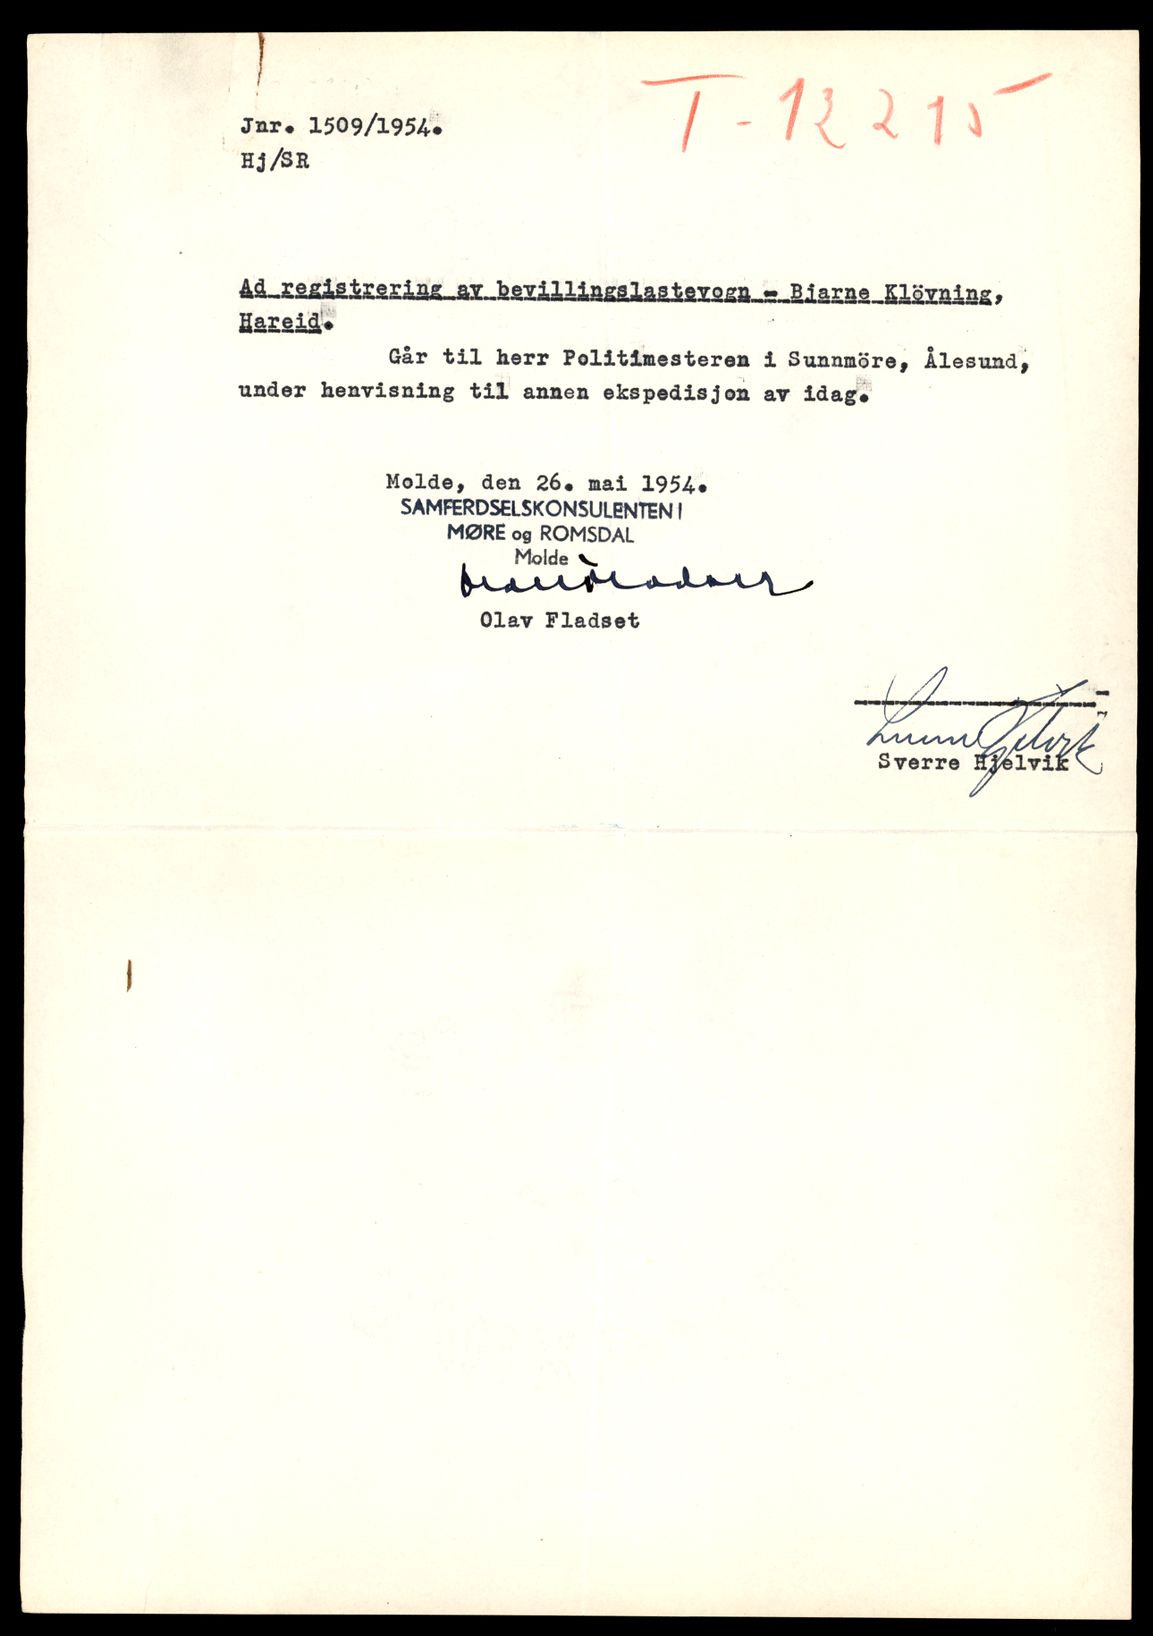 T-12215
Jnr. 1509/1954.
Hj/SR
Ad registrering av bevillingslastevogn - Bjarne Klövning,
Hareid.
Går til herr Politimesteren i Sunnmöre, Ålesund,
under henvisning til annen ekspedisjon av idag.
Molde, den 26. mai 1954.
SAMFERDSELSKONSULENTEN I
MØRE og ROMSDAL
Molde
Olav Fladset
Sverre Hjelvik
Sverre Hjelvik